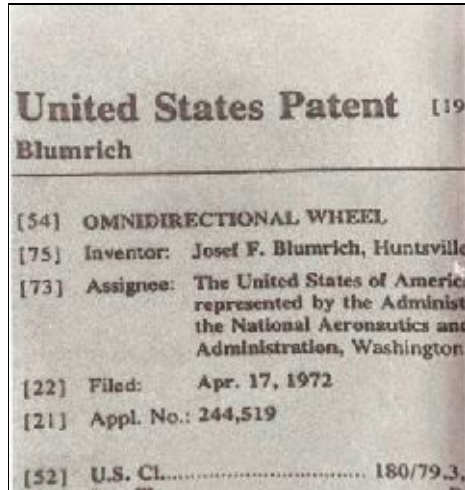 United States Patent [19
Blumrich
[54] OMNIDIRECTIONAL WHEEL
[75] Inventor: Josef F. Blumrich, Huntsville
[73] Assignee: The United States of America
represented by the Administ
the National Aeronautics and
Administration, Washington
[22] Filed: Apr. 17, 1972
[21] Appl. No.: 244,519
[52] U.S. Cl. ................................ 180/79.3,